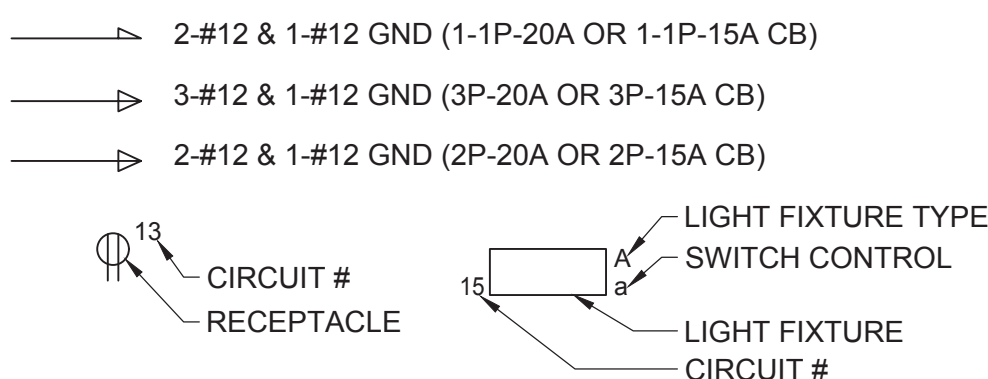 2-#12 & 1-#12 GND (1-1P-20A OR 1-1P-15A CB)
3-#12 & 1-#12 GND (3P-20A OR 3P-15A CB)
2-#12 & 1-#12 GND (2P-20A OR 2P-15A CB)
13
CIRCUIT #
RECEPTACLE
LIGHT FIXTURE TYPE
A
SWITCH CONTROL
15
a
LIGHT FIXTURE
CIRCUIT #